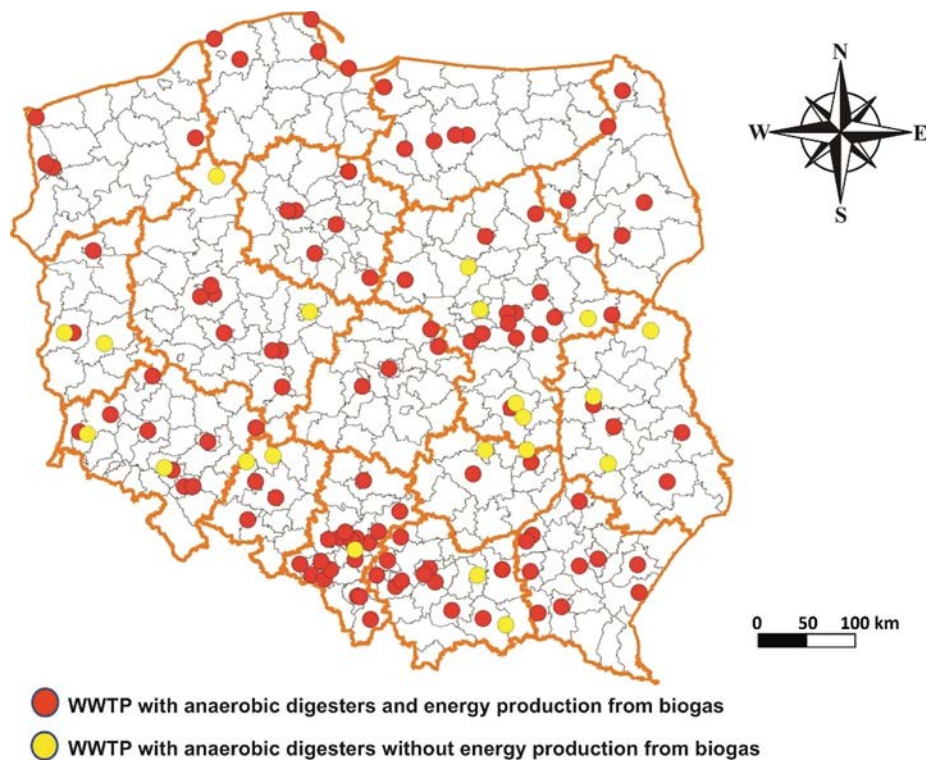 N
W E
S
0 50 100 km
WWTP with anaerobic digesters and energy production from biogas
WWTP with anaerobic digesters without energy production from biogas